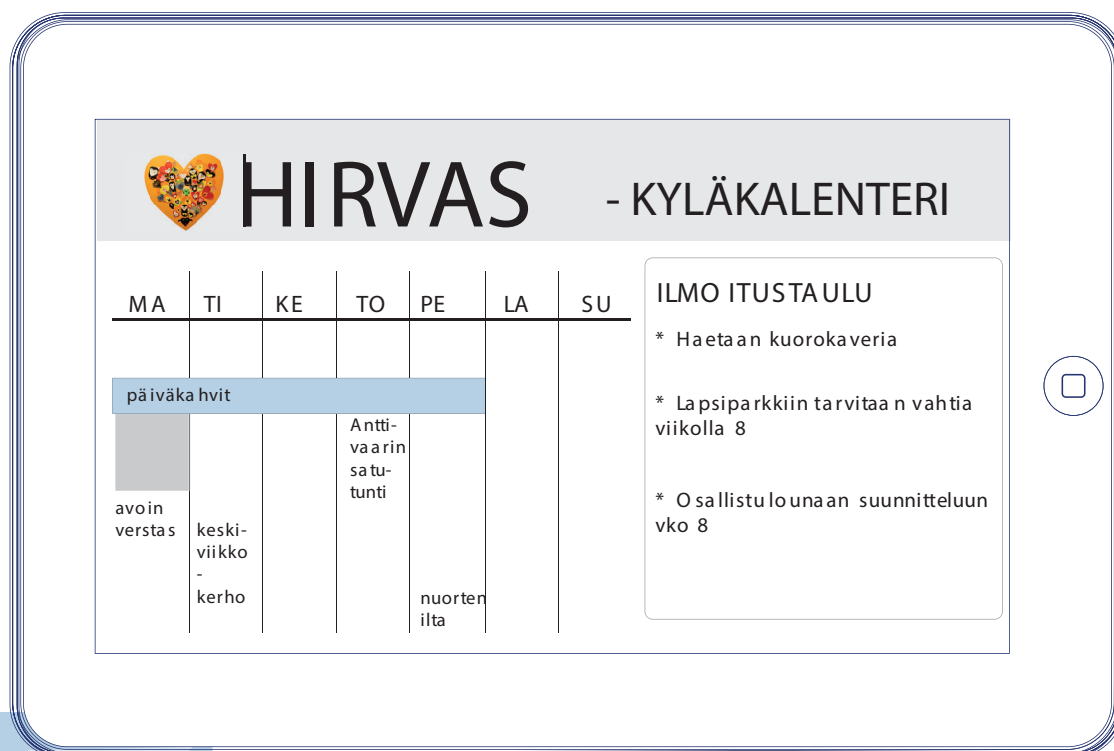 HIRVAS - KYLÄKALENTERI
MA TI KE TO PE LA SU
päiväkahvit
Antti-
vaarin
satu-
tunti
avoin
verstas
keski-
viikko
-
kerho
nuorten
ilta
ILMOITUSTAULU
* Haetaan kuorokaveria
* Lapsiparkkiin tarvitaan vahtia
viikolla 8
* Osallistu lounaan suunnitteluun
vko 8